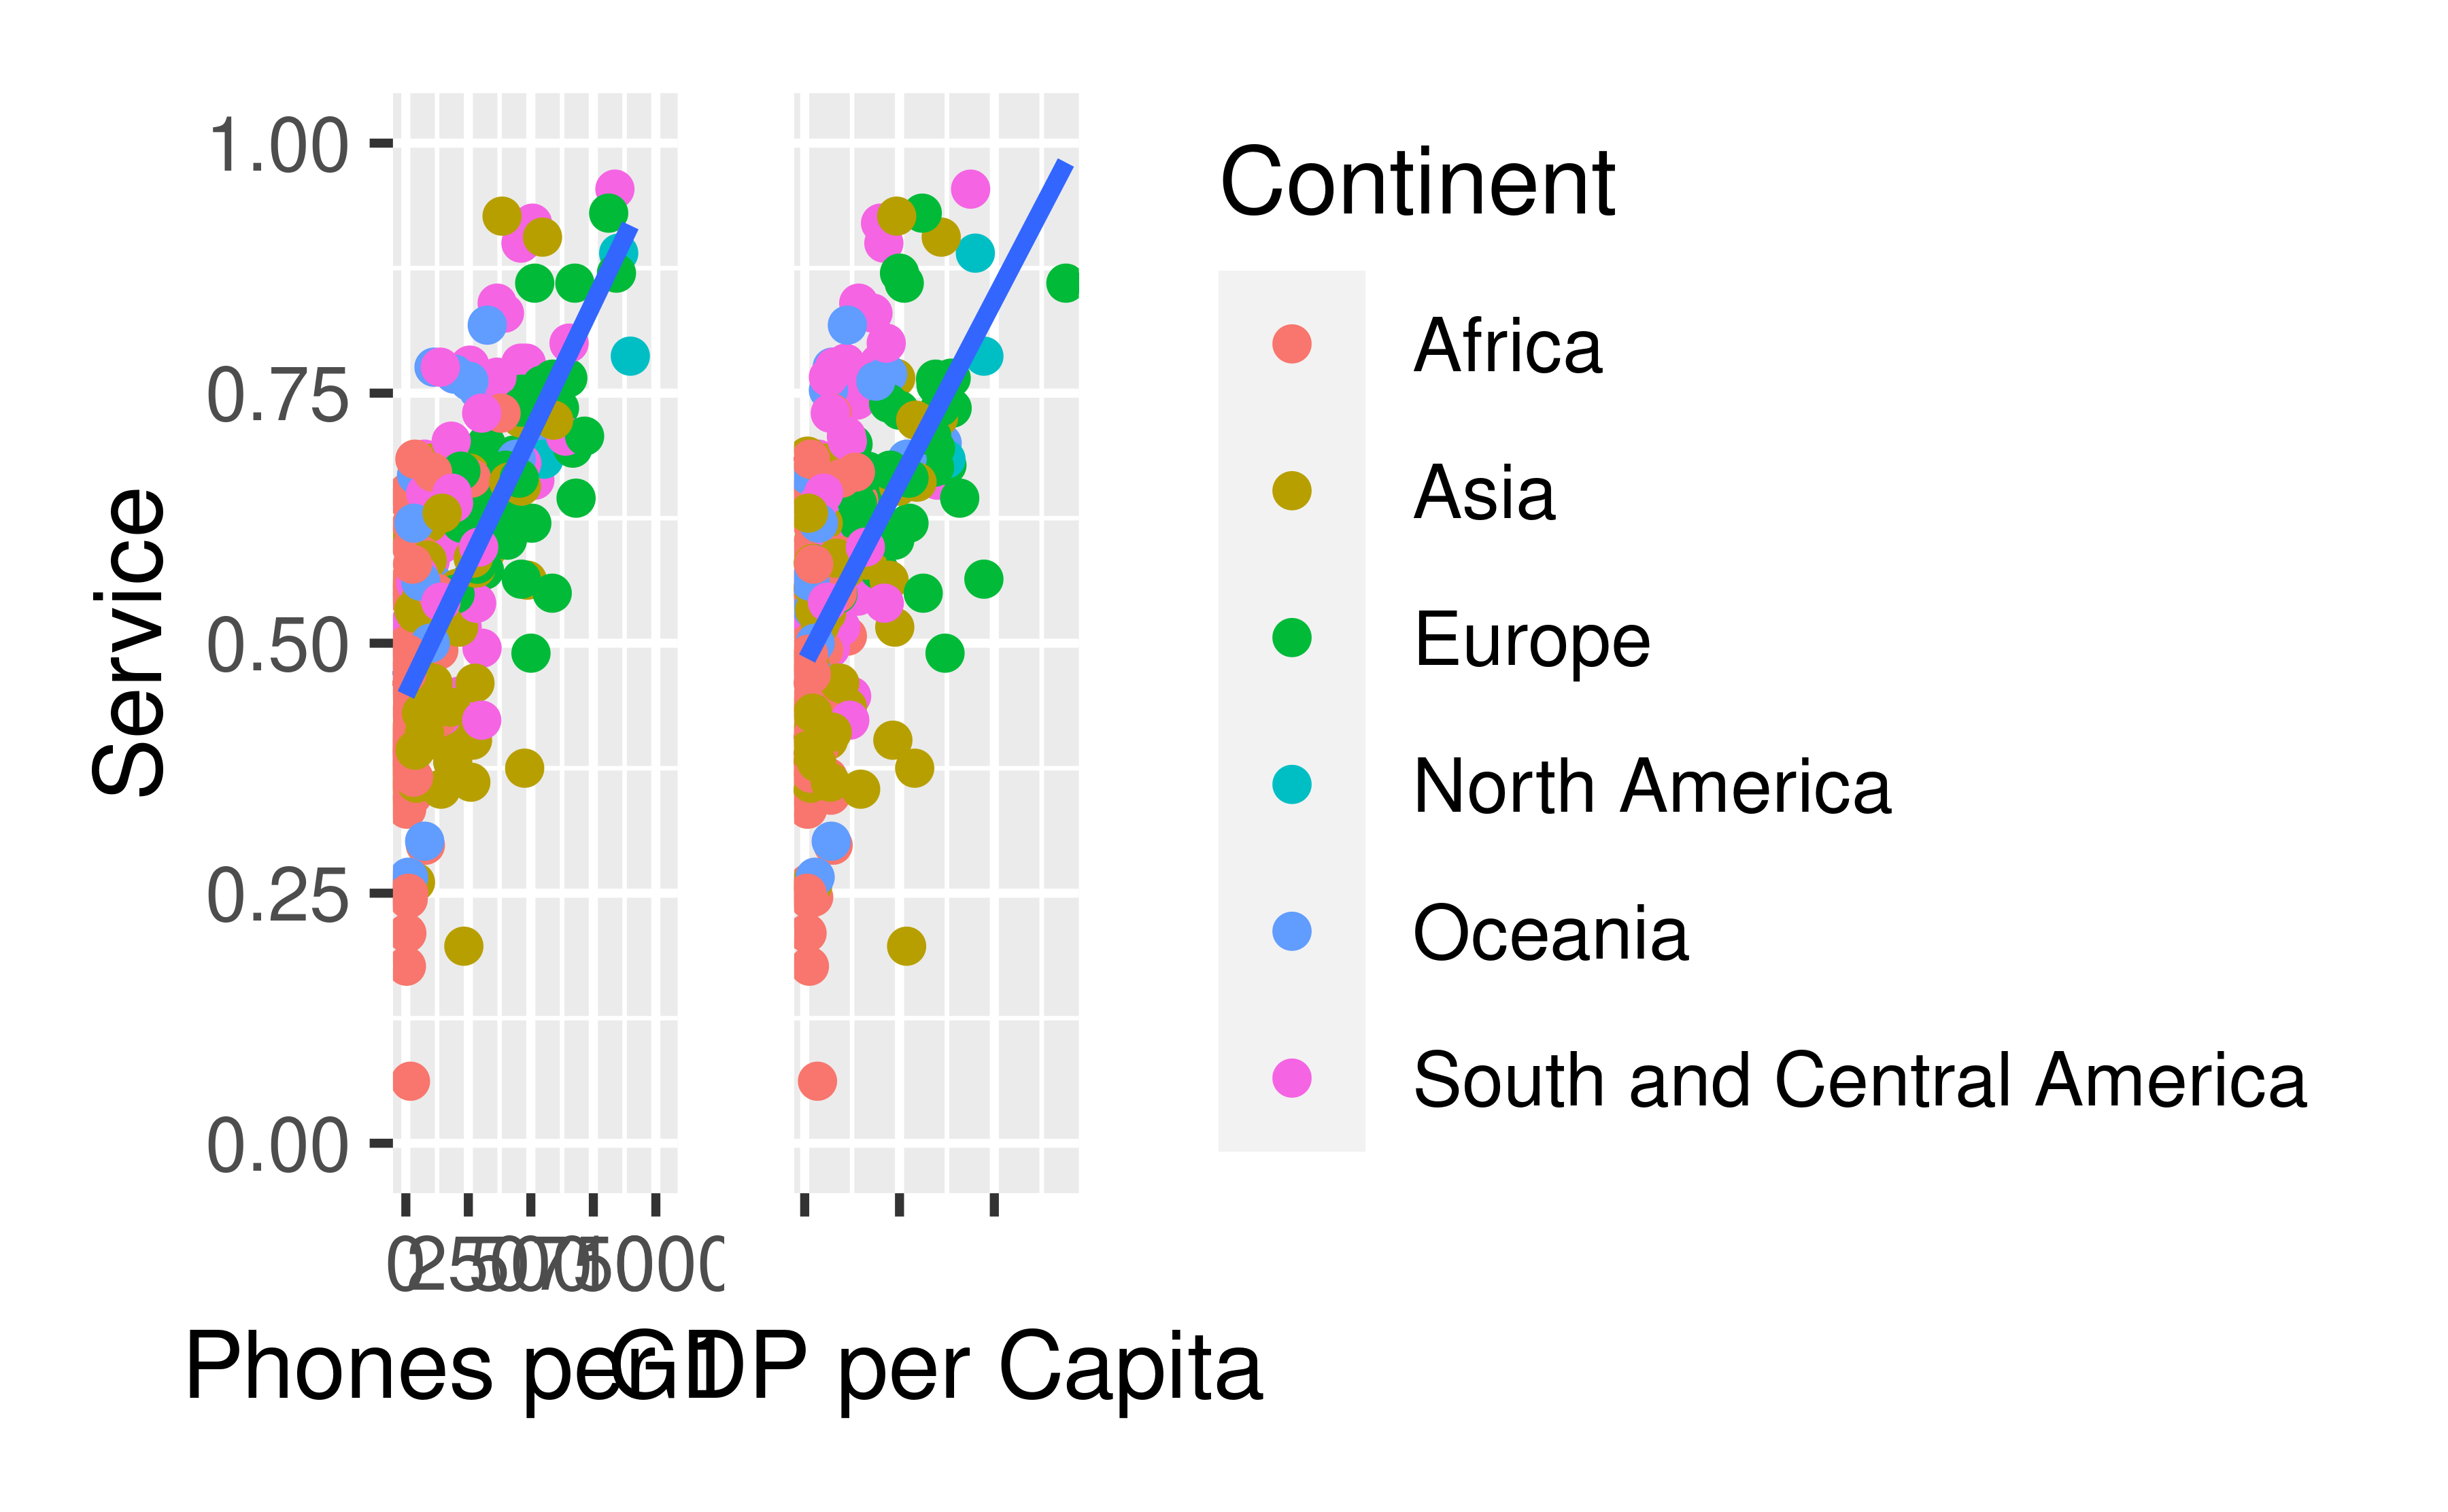 Continent
1.00
0.75
0.50
0.25
0.00
Service
Africa
Asia
Europe
North America
Oceania
South and Central America
0
Phones per
GDP per Capita